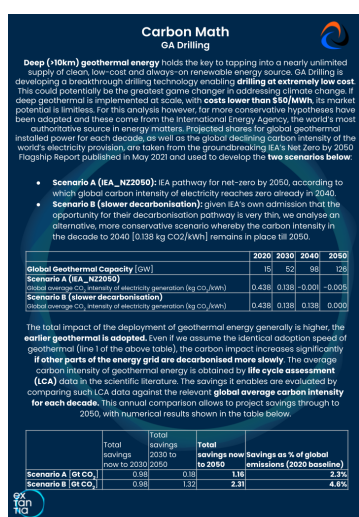 Carbon Math
GA Drilling
Deep (>10km) geothermal energy holds the key to tapping into a nearly unlimited
supply of clean, low-cost and always-on renewable energy source. GA Drilling is
developing a breakthrough drilling technology enabling drilling at extremely low cost.
This could potentially be the greatest game changer in addressing climate change. If
deep geothermal is implemented at scale, with costs lower than $50/MWh, its market
potential is limitless. For this analysis however, far more conservative hypotheses have
been adopted and these come from the International Energy Agency, the world's most
authoritative source in energy matters. Projected shares for global geothermal
installed power for each decade, as well as the global declining carbon intensity of the
world's electricity provision, are taken from the groundbreaking IEA's Net Zero by 2050
Flagship Report published in May 2021 and used to develop the two scenarios below:
• Scenario A (IEA_NZ2050): IEA pathway for net-zero by 2050, according to
which global carbon intensity of electricity reaches zero already in 2040.
• Scenario B (slower decarbonisation): given IEA's own admission that the
opportunity for their decarbonisation pathway is very thin, we analyse an
alternative, more conservative scenario whereby the carbon intensity in
the decade to 2040 [0.138 kg CO2/kWh] remains in place till 2050.
2020 2030 2040 2050
Global Geothermal Capacity [GW] 15 52 98 126
Scenario A (IEA_NZ2050)
Global average CO₂ intensity of electricity generation (kg CO₂/kWh) 0.438 0.138 -0.001 -0.005
Scenario B (slower decarbonisation)
Global average CO₂ intensity of electricity generation (kg CO₂/kWh) 0.438 0.138 0.138 0.000
The total impact of the deployment of geothermal energy generally is higher, the
earlier geothermal is adopted. Even if we assume the identical adoption speed of
geothermal (line 1 of the above table), the carbon impact increases significantly
if other parts of the energy grid are decarbonised more slowly. The average
carbon intensity of geothermal energy is obtained by life cycle assessment
(LCA) data in the scientific literature. The savings it enables are evaluated by
comparing such LCA data against the relevant global average carbon intensity
for each decade. This annual comparison allows to project savings through to
2050, with numerical results shown in the table below.
Total savings now to 2030 Total savings 2030 to 2050 Total savings now to 2050 Savings as % of global emissions (2020 baseline)
Scenario A [Gt CO₂] 0.98 0.18 1.16 2.3%
Scenario B [Gt CO₂] 0.98 1.32 2.31 4.6%
ex
Tan
Tia